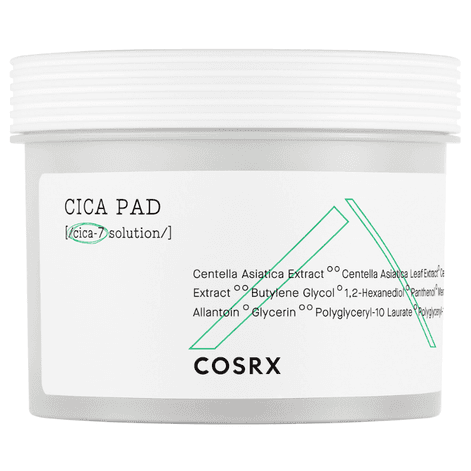 CICA PAD
[/cica-7 solution/]
Centella Asiatica Extract °° Centella Asiatica Leaf Extract°
Extract °° Butylene Glycol ° 1,2-Hexanediol ° Panthenol°
Allantoin ° Glycerin °° Polyglyceryl-10 Laurate °
COSRX